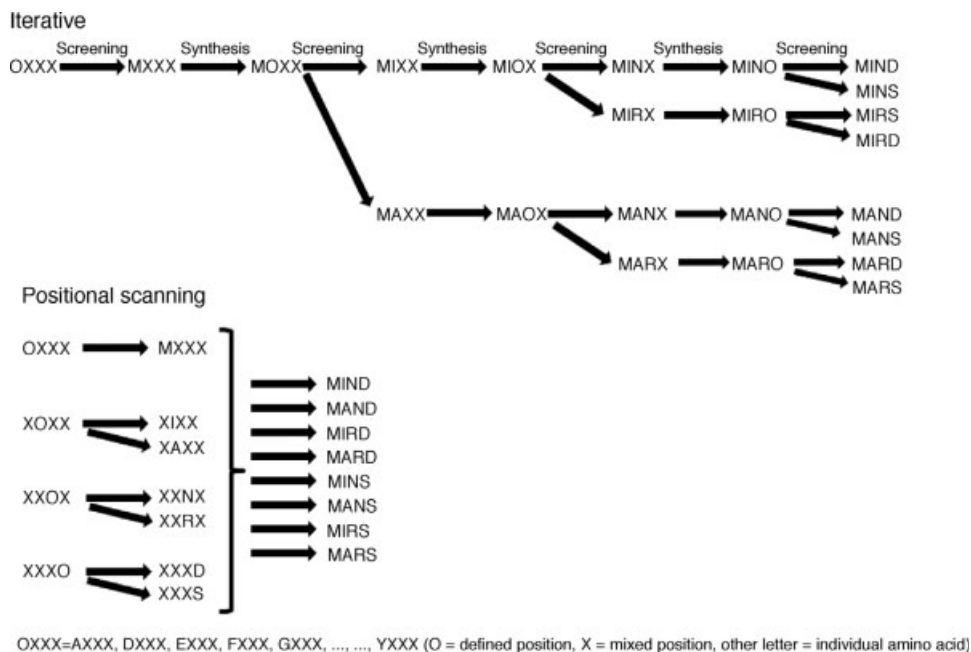 Iterative
Screening Synthesis Screening Synthesis Screening Synthesis Screening
OXXX MXXX MOXX MIXX MIOX MINX MINO MIND
MINS
MIRX MIRO MIRS
MIRD
MAXX MAOX MANX MANO MAND
MANS
MARX MARO MARD
MARS
Positional scanning
OXXX MXXX
XOXX XIXX
XAXX
XXOX XXNX
XXRX
XXXO XXXD
XXXS
MIND
MAND
MIRD
MARD
MINS
MANS
MIRS
MARS
OXXX=AXXX, DXXX, EXXX, FXXX, GXXX, ..., ..., YXXX (O = defined position, X = mixed position, other letter = individual amino acid)